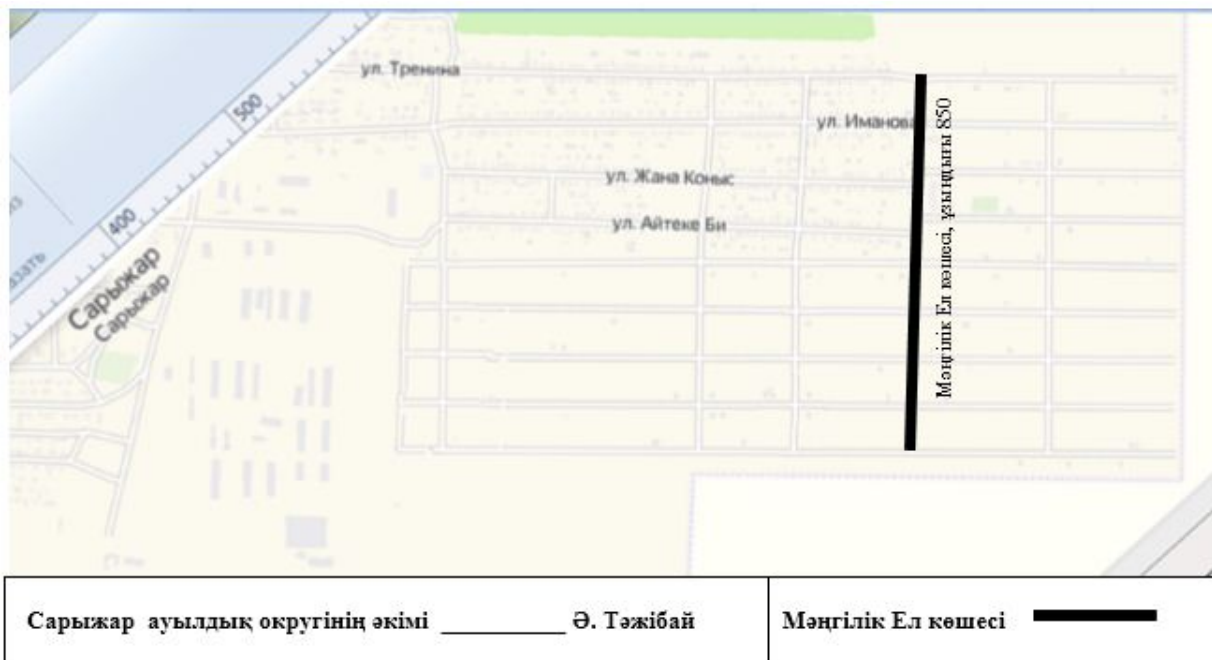 ул. Тренина
500
ул. Иманова
Мәңгілік Ел көшесі, ұзындығы 850
ул. Жана Коныс
400
ул. Айтеке Би
Сарыжар
Сарыжар
Сарыжар ауылдық округінің әкімі __________ Ә. Тәжібай
Мәңгілік Ел көшесі